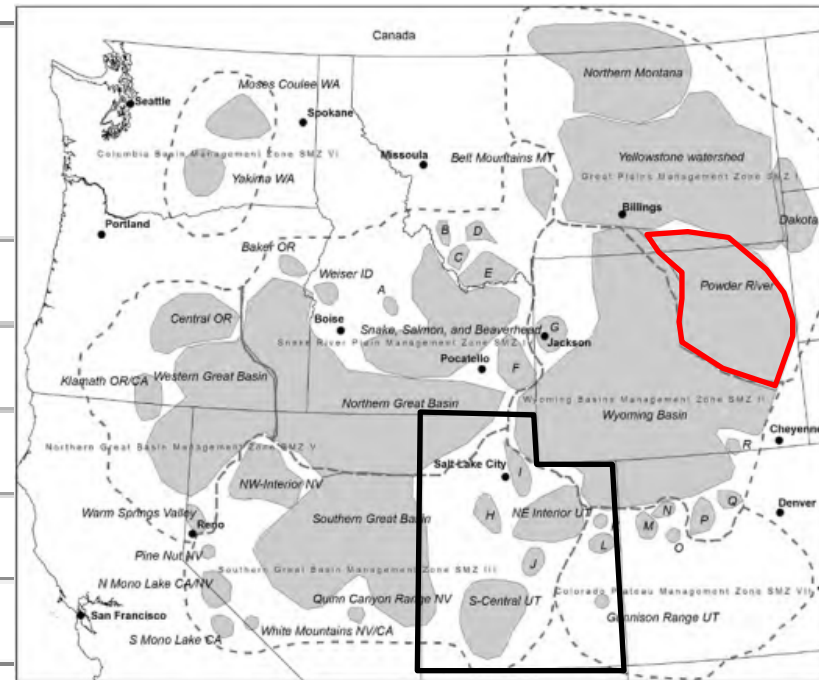 Canada
Northern Montana
Moses Coulee WA
Seattle
Spokane
Columbia Basin Management Zone SMZ VI
Missoula
Belt Mountains MT
Yellowstone watershed
Great Plains Management Zone SMZ I
Yakima WA
Billings
Dakota
Portland
B
D
C
Baker OR
E
Weiser ID
A
Powder River
Central OR
Boise
Snake, Salmon, and Beaverhead
G
Jackson
Snake River Plain Management Zone SMZ IV
Pocatello
F
Klamath OR/CA
Western Great Basin
Northern Great Basin
Wyoming Basins Management Zone SMZ II
Wyoming Basin
Cheyenne
R
Northern Great Basin Management Zone SMZ V
Salt Lake City
I
NW-Interior NV
Warm Springs Valley
Reno
Southern Great Basin
H
NE Interior UT
N
Q
Denver
M
P
O
Pine Nut NV
L
Southern Great Basin Management Zone SMZ III
J
N Mono Lake CA/NV
Quinn Canyon Range NV
S-Central UT
Colorado Plateau Management Zone SMZ VII
San Francisco
Gunnison Range UT
White Mountains NV/CA
S Mono Lake CA